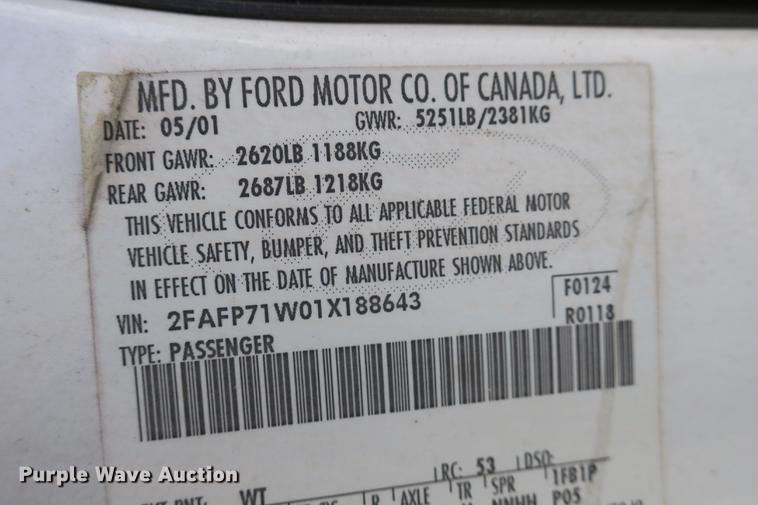 MFD. BY FORD MOTOR CO. OF CANADA, LTD.
DATE: 05/01 GVWR: 5251LB/2381KG
FRONT GAWR: 2620LB 1188KG
REAR GAWR: 2687LB 1218KG
THIS VEHICLE CONFORMS TO ALL APPLICABLE FEDERAL MOTOR
VEHICLE SAFETY, BUMPER, AND THEFT PREVENTION STANDARDS
IN EFFECT ON THE DATE OF MANUFACTURE SHOWN ABOVE.
F0124
VIN: 2FAFP71W01X188643
R0118
TYPE: PASSENGER
Purple Wave Auction
RC: 53 DSO:
WT
R AXLE TR SPR 1FB1P
P05